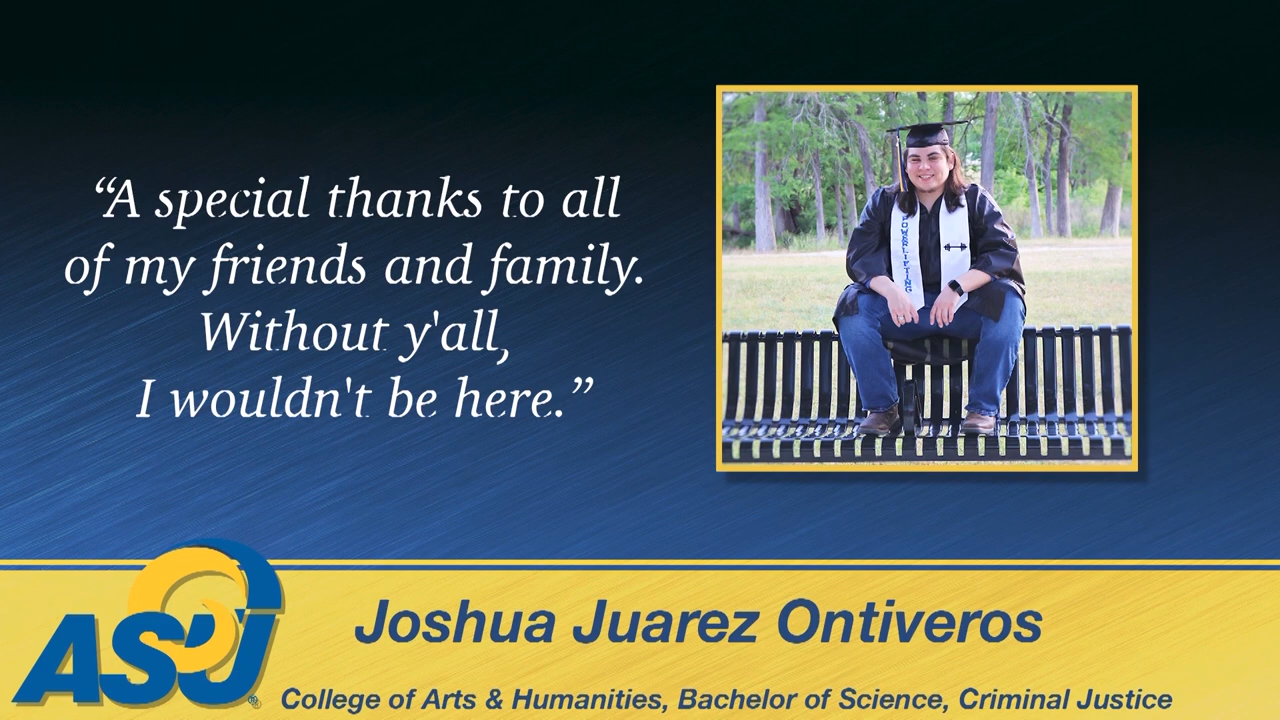 “A special thanks to all
of my friends and family.
Without y'all,
I wouldn't be here.”
POWERLIFTING
ASU
®
Joshua Juarez Ontiveros
College of Arts & Humanities, Bachelor of Science, Criminal Justice